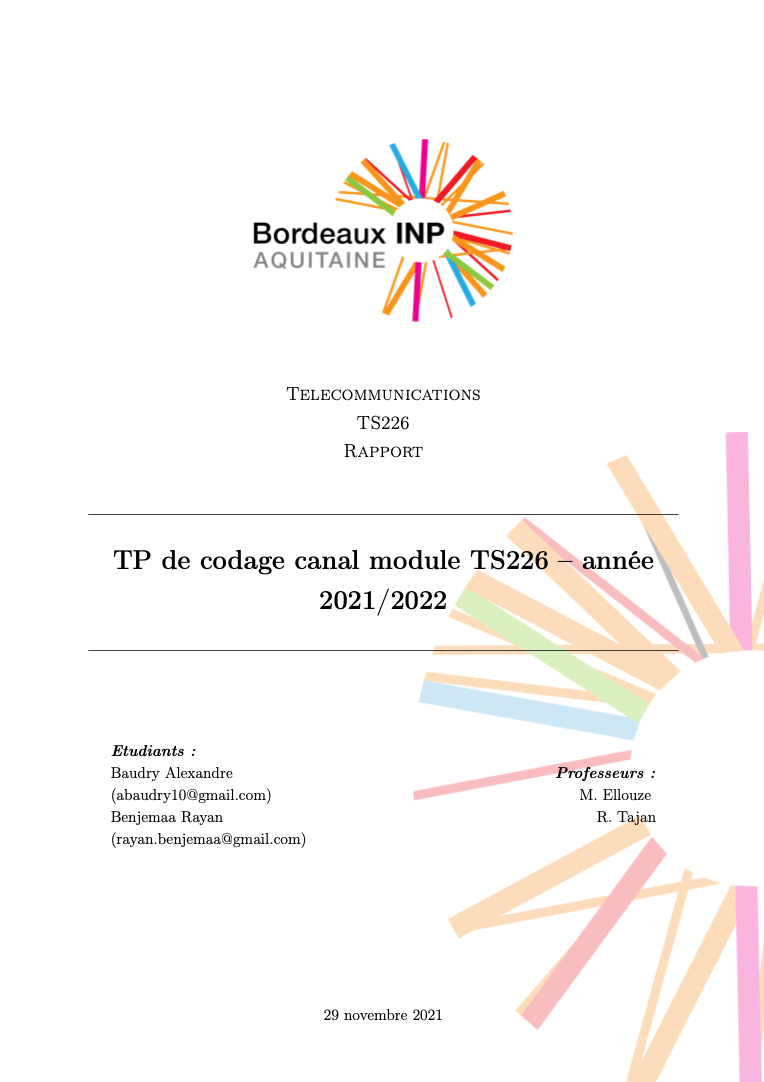 Bordeaux INP
AQUITAINE
TELECOMMUNICATIONS
TS226
RAPPORT
TP de codage canal module TS226 – année
2021/2022
Etudiants :
Baudry Alexandre
(abaudry10@gmail.com)
Benjemaa Rayan
(rayan.benjemaa@gmail.com)
Professeurs :
M. Ellouze
R. Tajan
29 novembre 2021